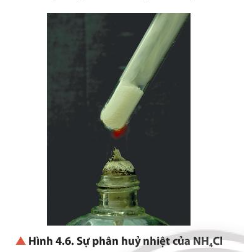 ▲ Hình 4.6. Sự phân huỷ nhiệt của NH₄Cl